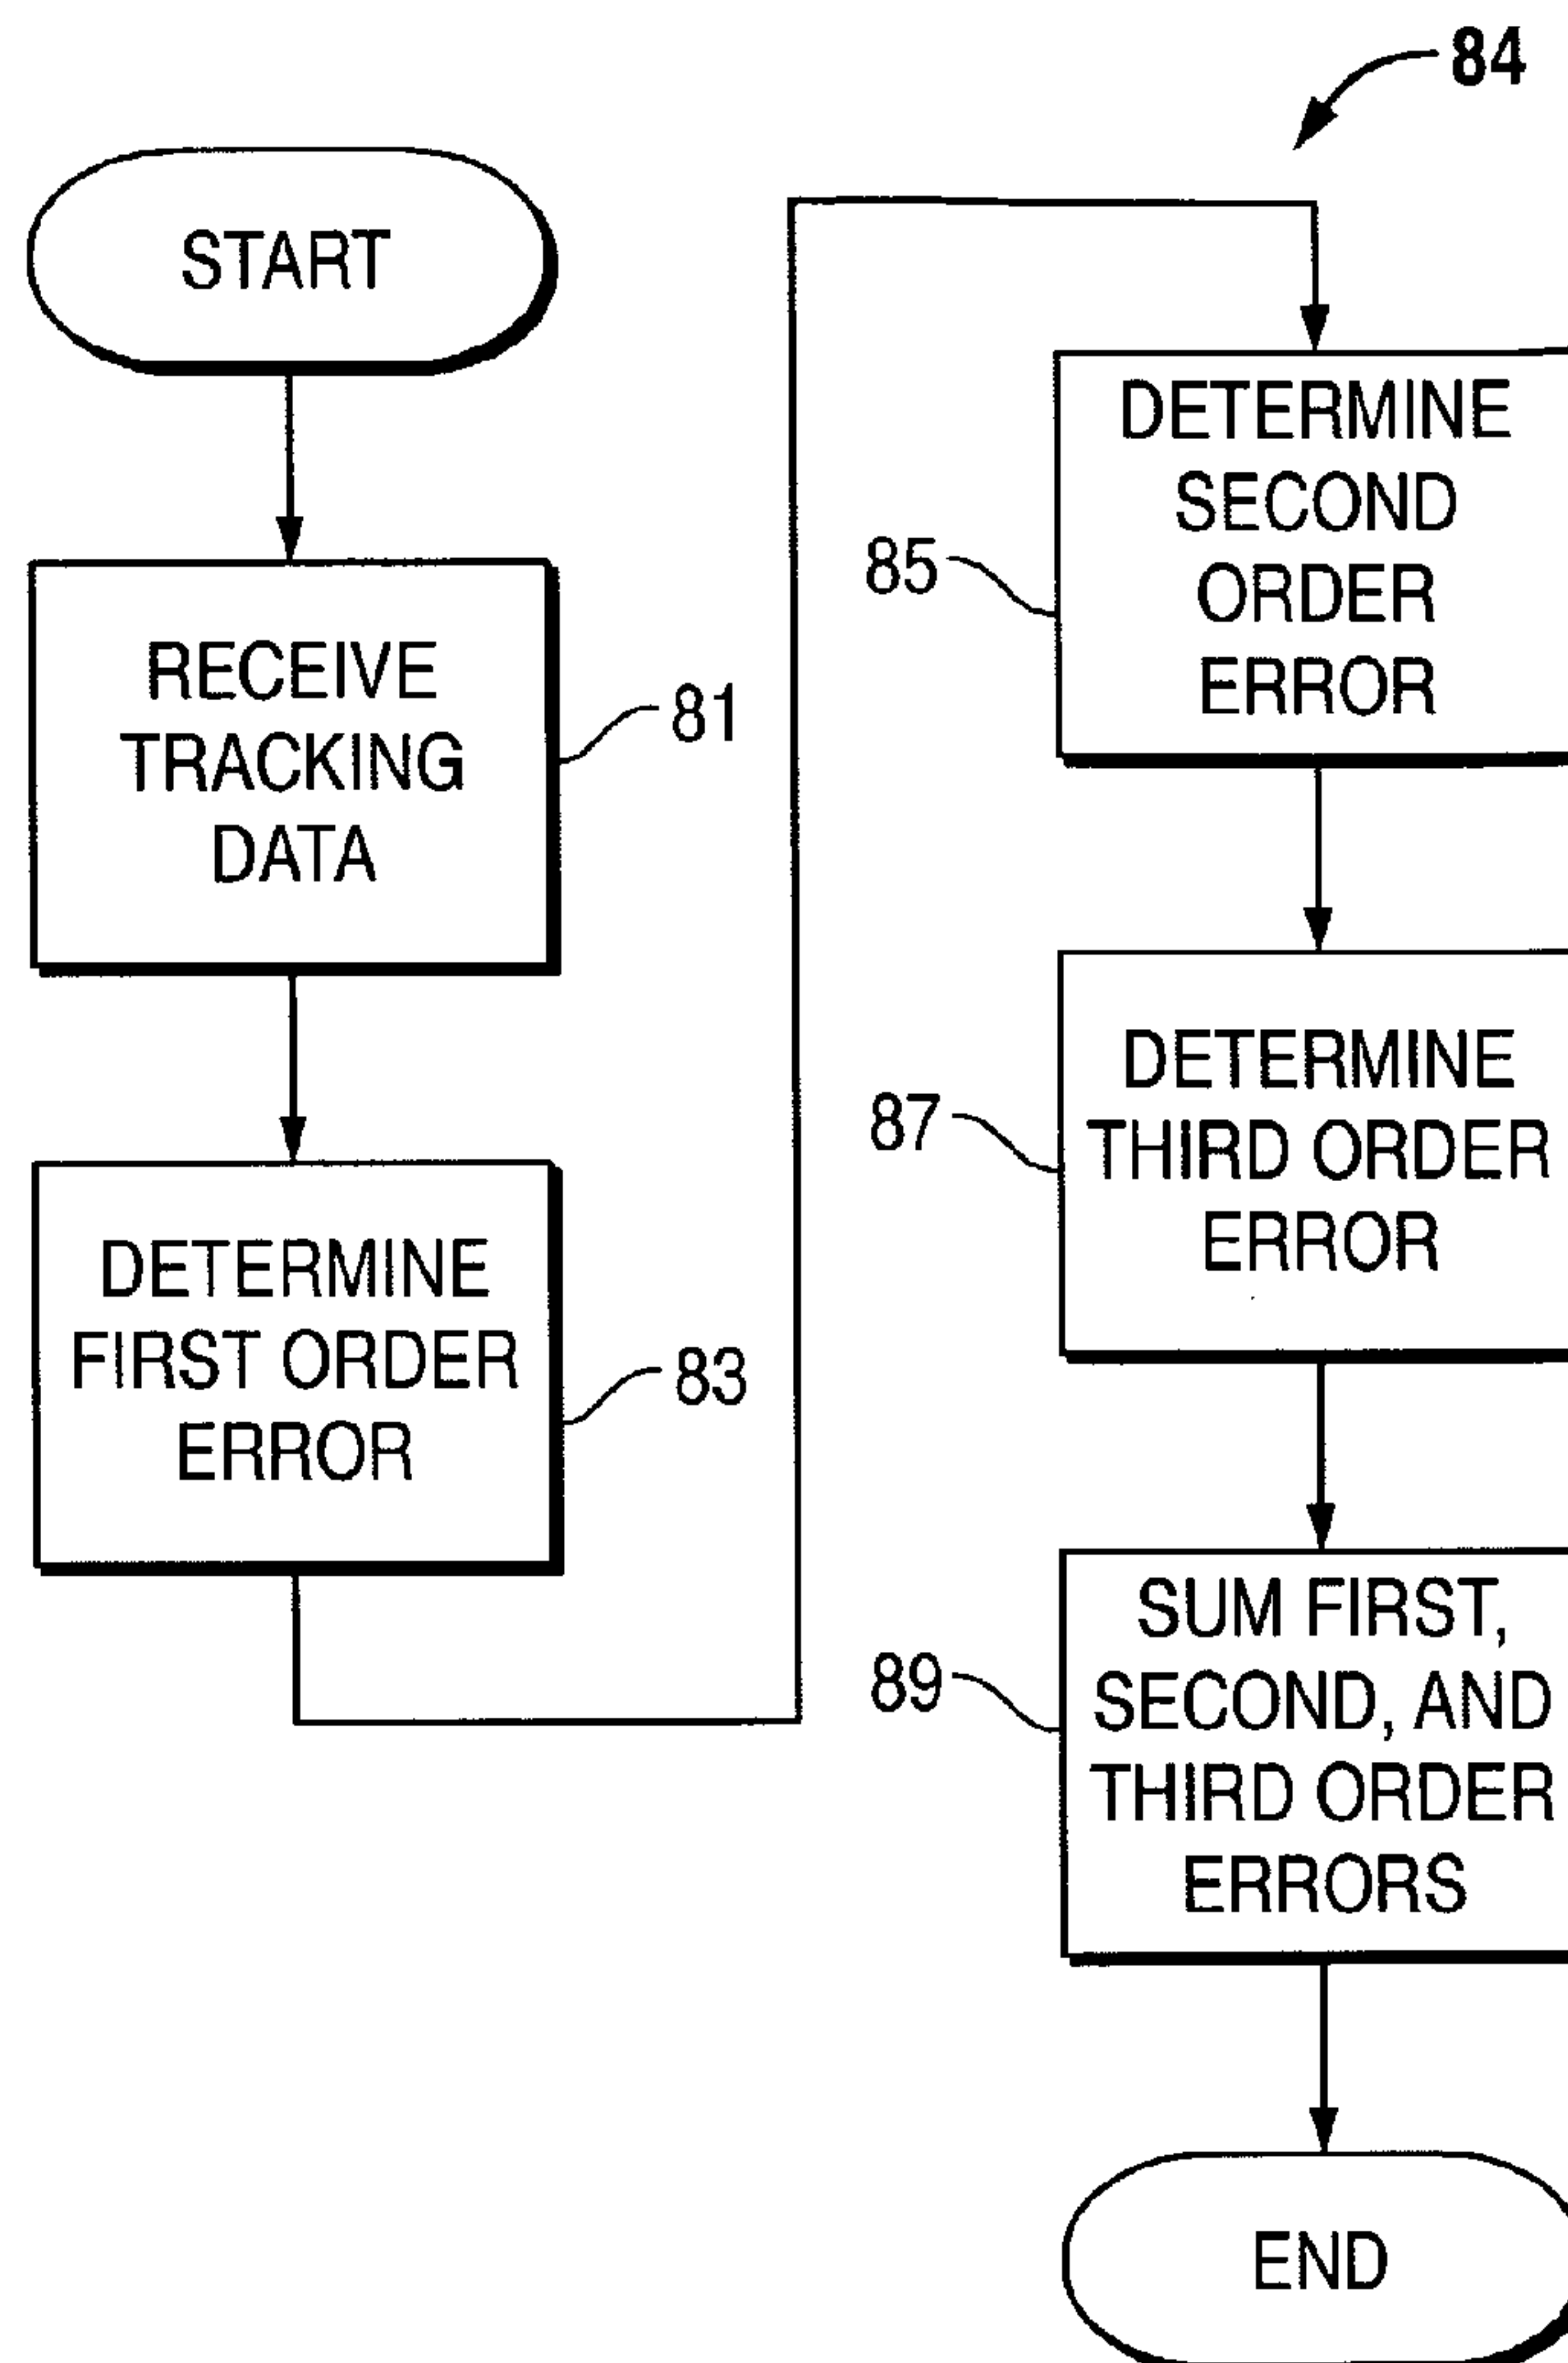 84
START
RECEIVE
TRACKING
DATA
81
DETERMINE
FIRST ORDER
ERROR
83
DETERMINE
SECOND
ORDER
ERROR
85
DETERMINE
THIRD ORDER
ERROR
87
SUM FIRST,
SECOND, AND
THIRD ORDER
ERRORS
89
END